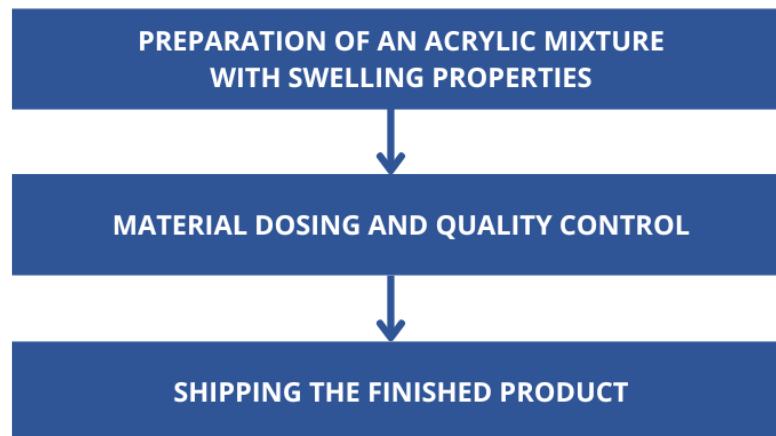 PREPARATION OF AN ACRYLIC MIXTURE
WITH SWELLING PROPERTIES
MATERIAL DOSING AND QUALITY CONTROL
SHIPPING THE FINISHED PRODUCT